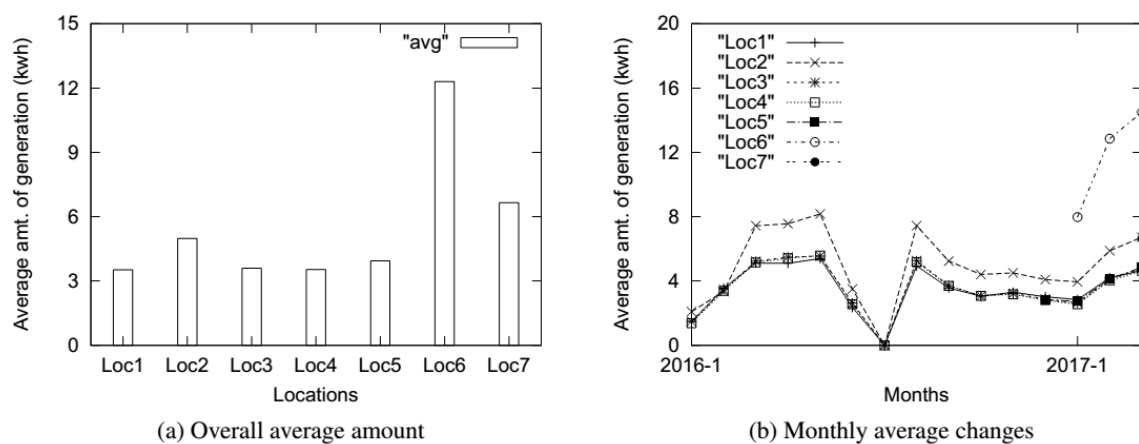 15
12
9
6
3
0
Average amt. of generation (kwh)
"avg"
Loc1 Loc2 Loc3 Loc4 Loc5 Loc6 Loc7
Locations
(a) Overall average amount
20
16
12
8
4
0
Average amt. of generation (kwh)
"Loc1"
"Loc2"
"Loc3"
"Loc4"
"Loc5"
"Loc6"
"Loc7"
2016-1 2017-1
Months
(b) Monthly average changes